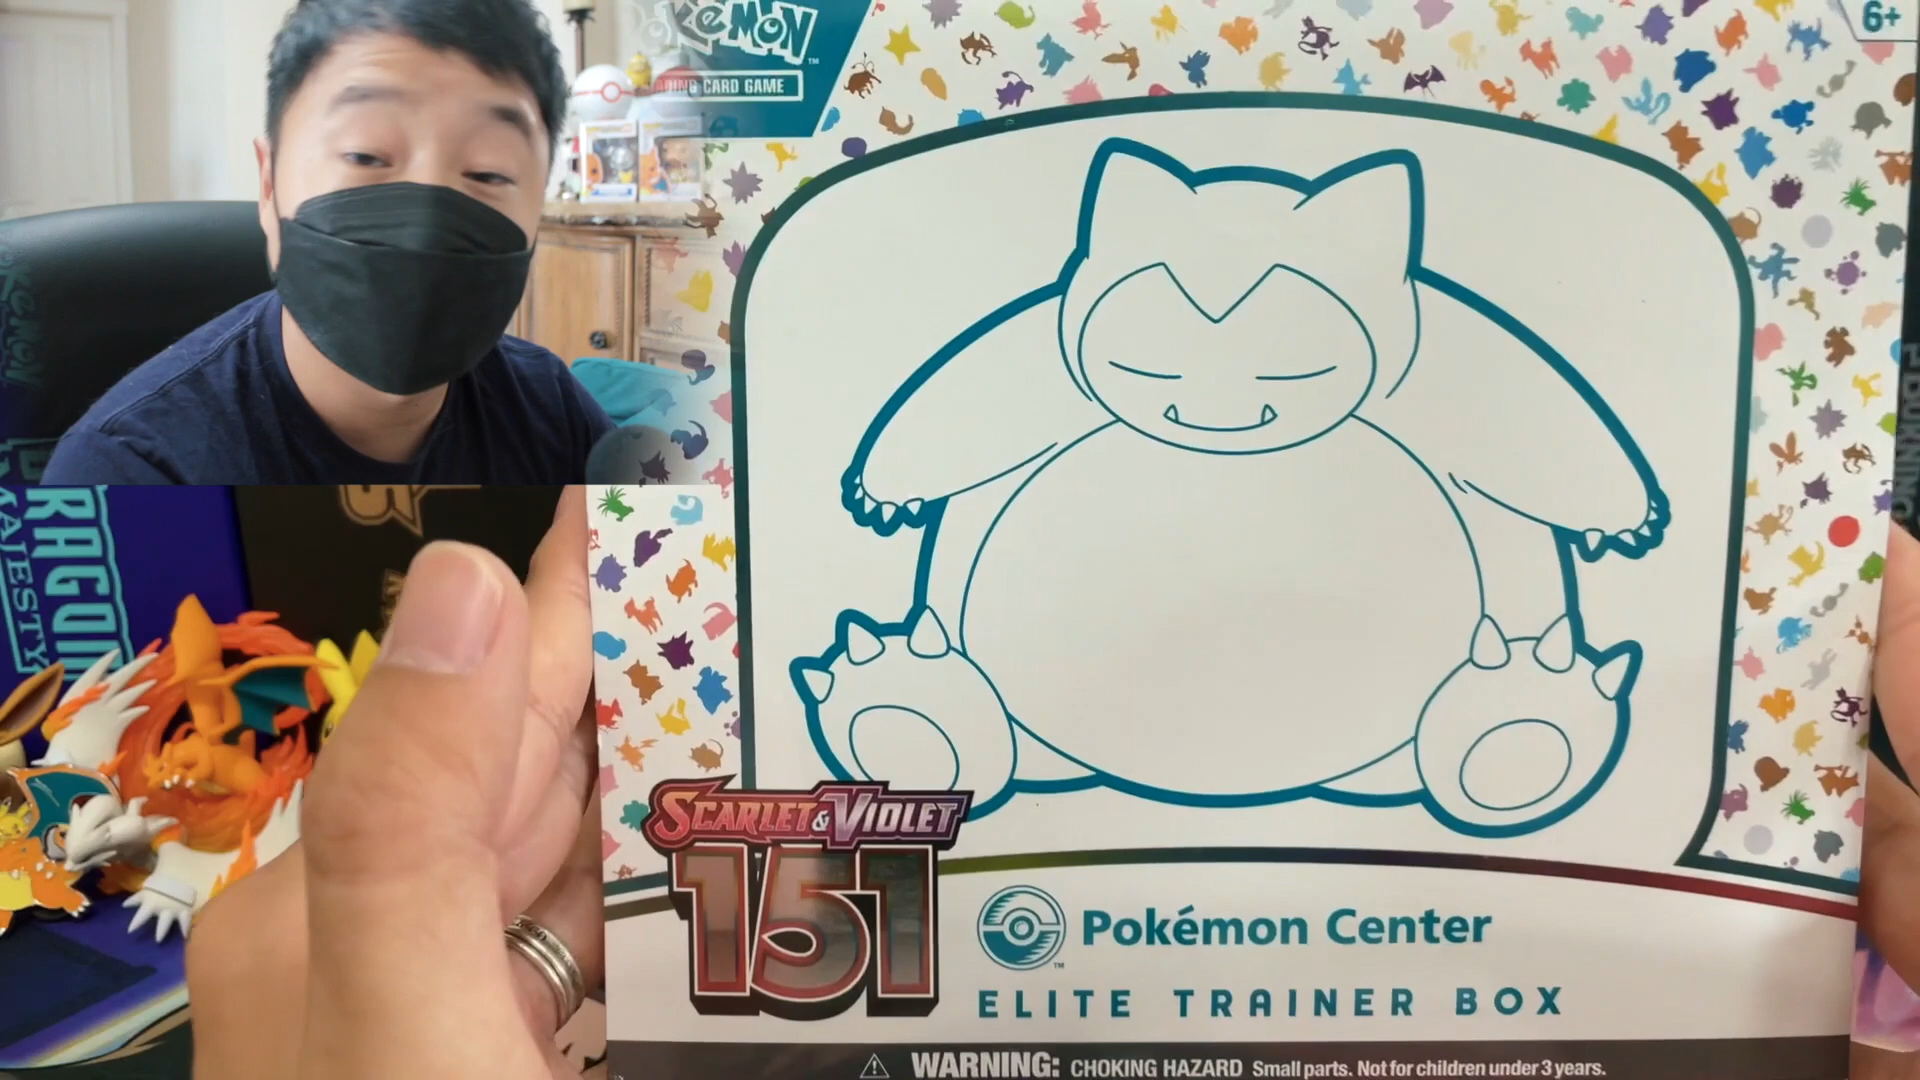 POKéMON
TRADING CARD GAME
6+
DRAGON
MAJESTY
SCARLET & VIOLET
151
Pokémon Center
ELITE TRAINER BOX
WARNING: CHOKING HAZARD Small parts. Not for children under 3 years.